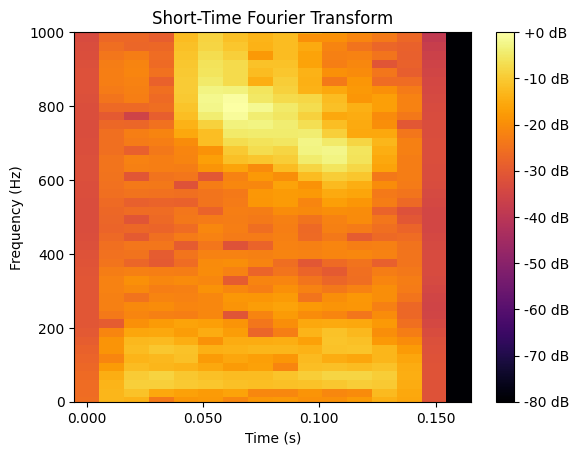 Short-Time Fourier Transform
1000
800
600
400
200
0
Frequency (Hz)
0.000
0.050
0.100
0.150
Time (s)
+0 dB
-10 dB
-20 dB
-30 dB
-40 dB
-50 dB
-60 dB
-70 dB
-80 dB